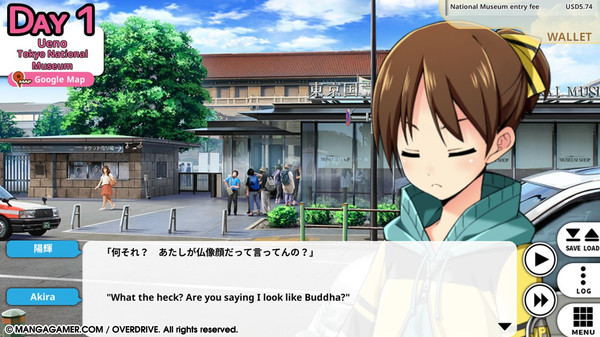 DAY 1
Ueno
Tokyo National
Museum
Google Map
National Museum entry fee USD5.74
WALLET
東京国
AL MUS
MUSEUM SHOP
陽輝
「何それ？ あたしが仏像顔だって言ってんの？」
Akira
"What the heck? Are you saying I look like Buddha?"
SAVE LOAD
LOG
MENU
© MANGAGAMER.COM / OVERDRIVE. All rights reserved.